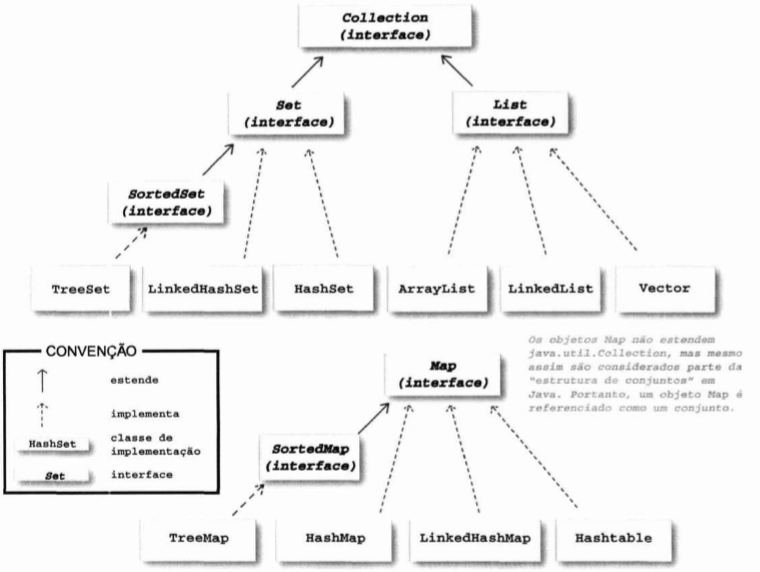 Collection
(interface)
Set
(interface)
List
(interface)
SortedSet
(interface)
TreeSet
LinkedHashSet
HashSet
ArrayList
LinkedList
Vector
CONVENÇÃO
estende
implementa
HashSet
classe de
implementação
Set
interface
Os objetos Map não estendem
java.util.Collection, mas mesmo
assim são considerados parte da
"estrutura de conjuntos" em
Java. Portanto, um objeto Map é
referenciado como um conjunto.
Map
(interface)
SortedMap
(interface)
TreeMap
HashMap
LinkedHashMap
Hashtable